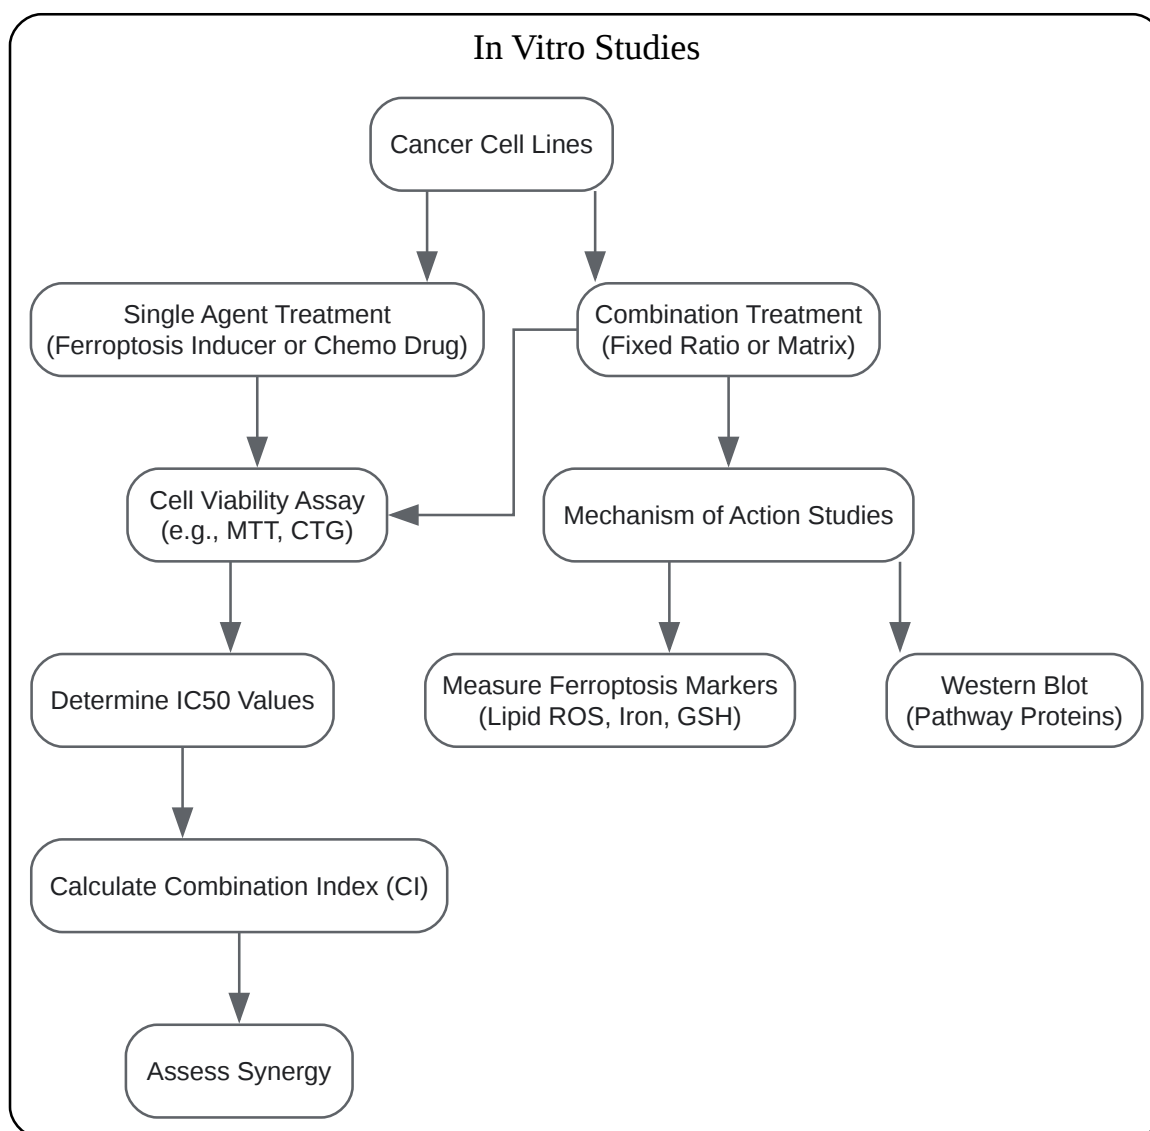 In Vitro Studies
Cancer Cell Lines
Single Agent Treatment
(Ferroptosis Inducer or Chemo Drug)
Combination Treatment
(Fixed Ratio or Matrix)
Cell Viability Assay
(e.g., MTT, CTG)
Mechanism of Action Studies
Determine IC50 Values
Measure Ferroptosis Markers
(Lipid ROS, Iron, GSH)
Western Blot
(Pathway Proteins)
Calculate Combination Index (CI)
Assess Synergy